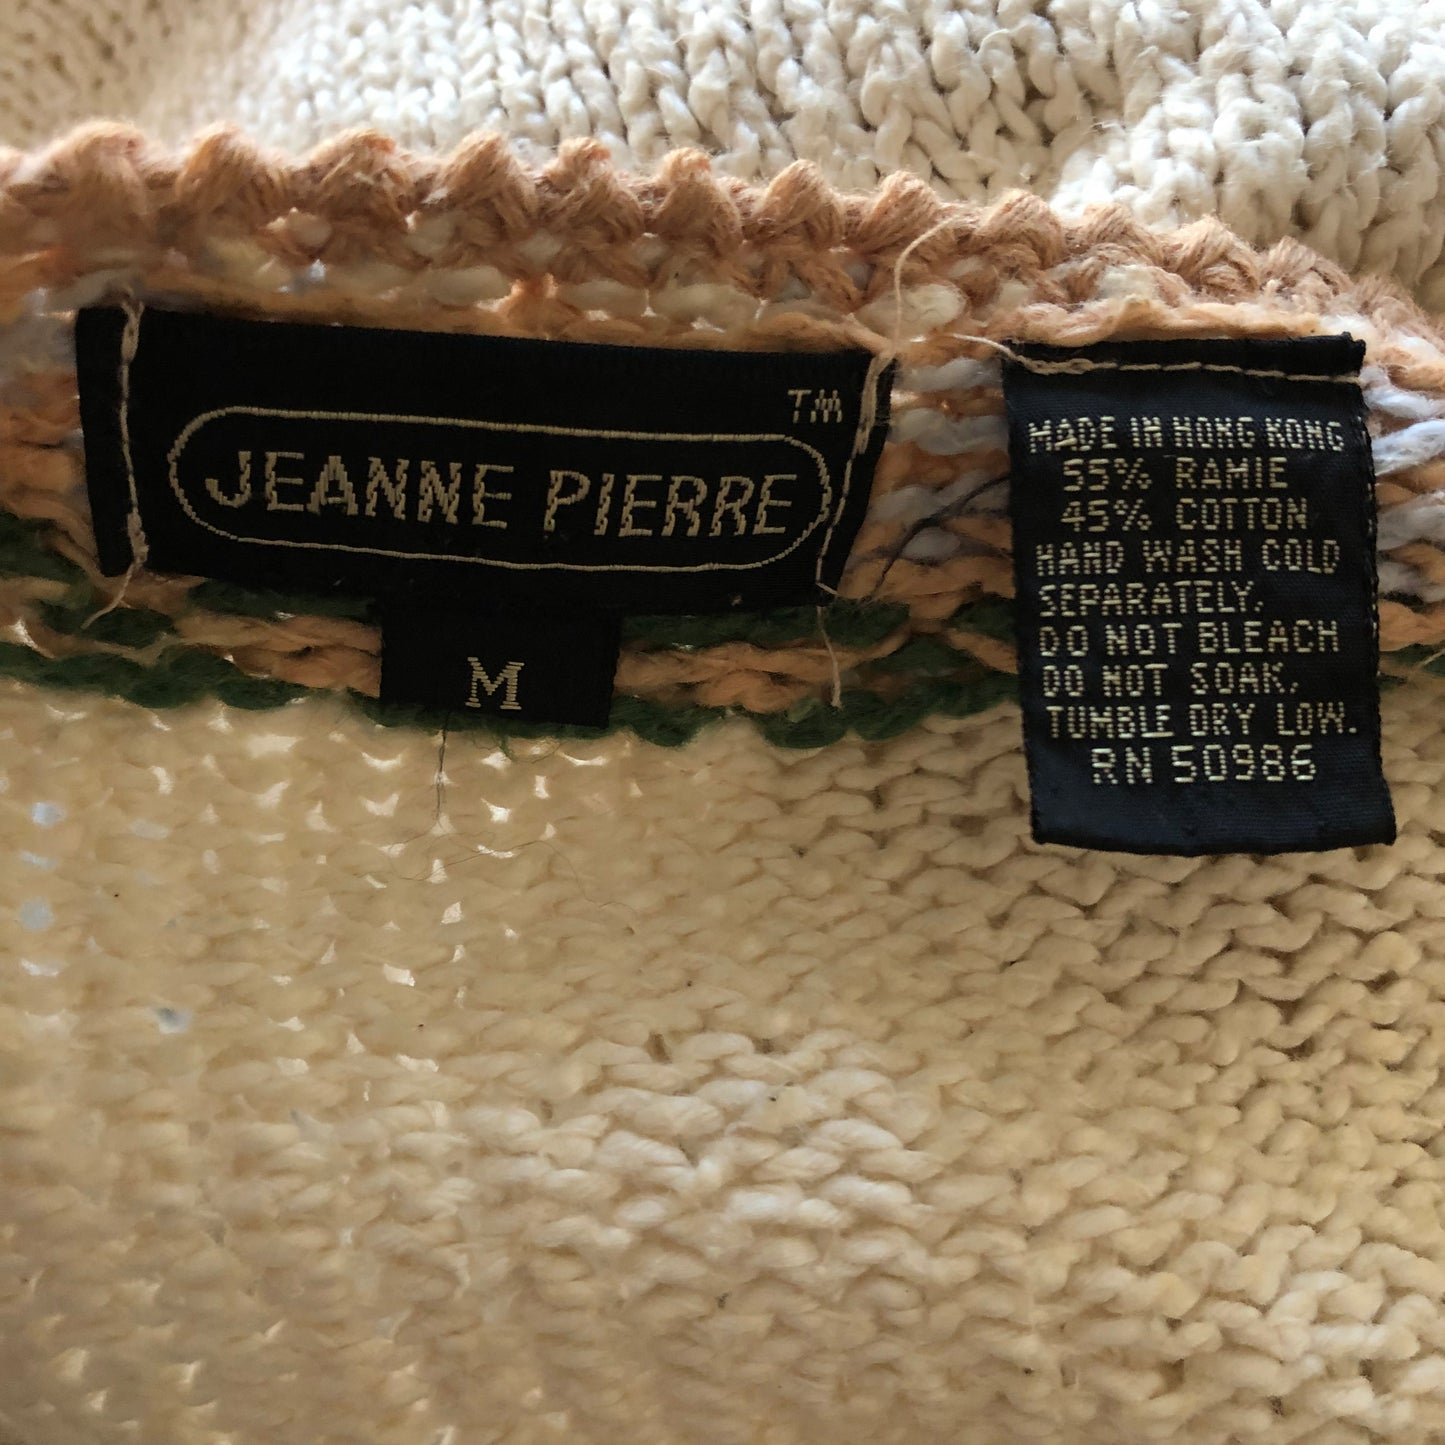 TM
JEANNE PIERRE
M
MADE IN HONG KONG
55% RAMIE
45% COTTON
HAND WASH COLD
SEPARATELY.
DO NOT BLEACH
DO NOT SOAK.
TUMBLE DRY LOW.
RN 50986